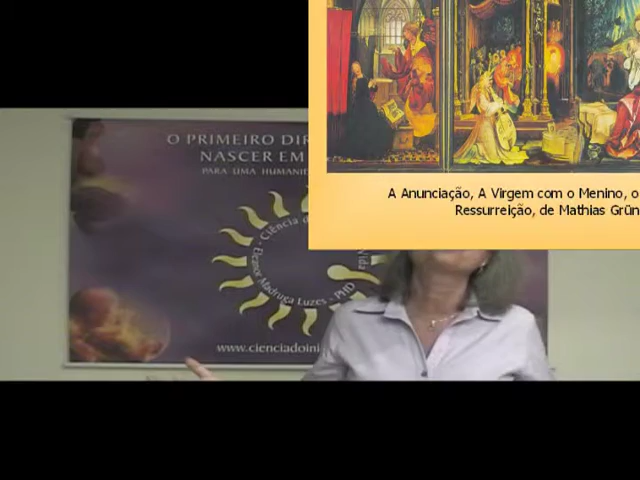 O PRIMEIRO DIR
NASCER EM
PARA UMA HUMANID
A Anunciação, A Virgem com o Menino, o
Ressurreição, de Mathias Grün
Ciência d
Eleanor Madruga Luzes - PHD
www.cienciadoini